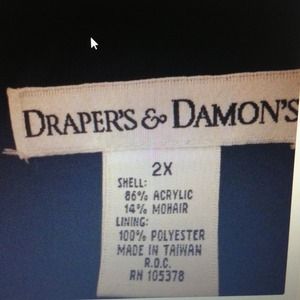 DRAPER'S & DAMON'S
2X
SHELL:
86% ACRYLIC
14% MOHAIR
LINING:
100% POLYESTER
MADE IN TAIWAN
R.O.C.
RN 105378